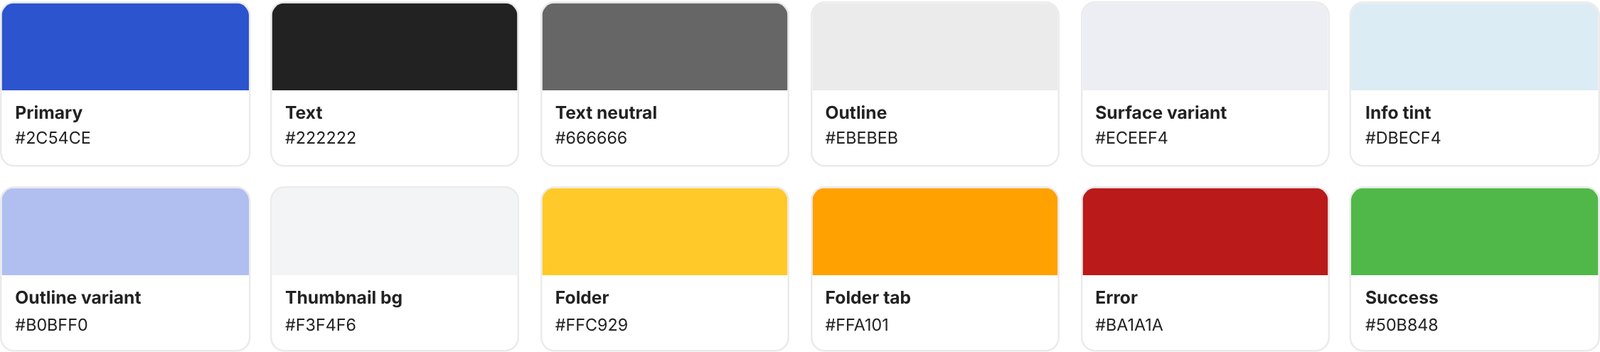 Primary
#2C54CE
Text
#222222
Text neutral
#666666
Outline
#EBEBEB
Surface variant
#ECEEF4
Info tint
#DBECF4
Outline variant
#B0BFF0
Thumbnail bg
#F3F4F6
Folder
#FFC929
Folder tab
#FFA101
Error
#BA1A1A
Success
#50B848